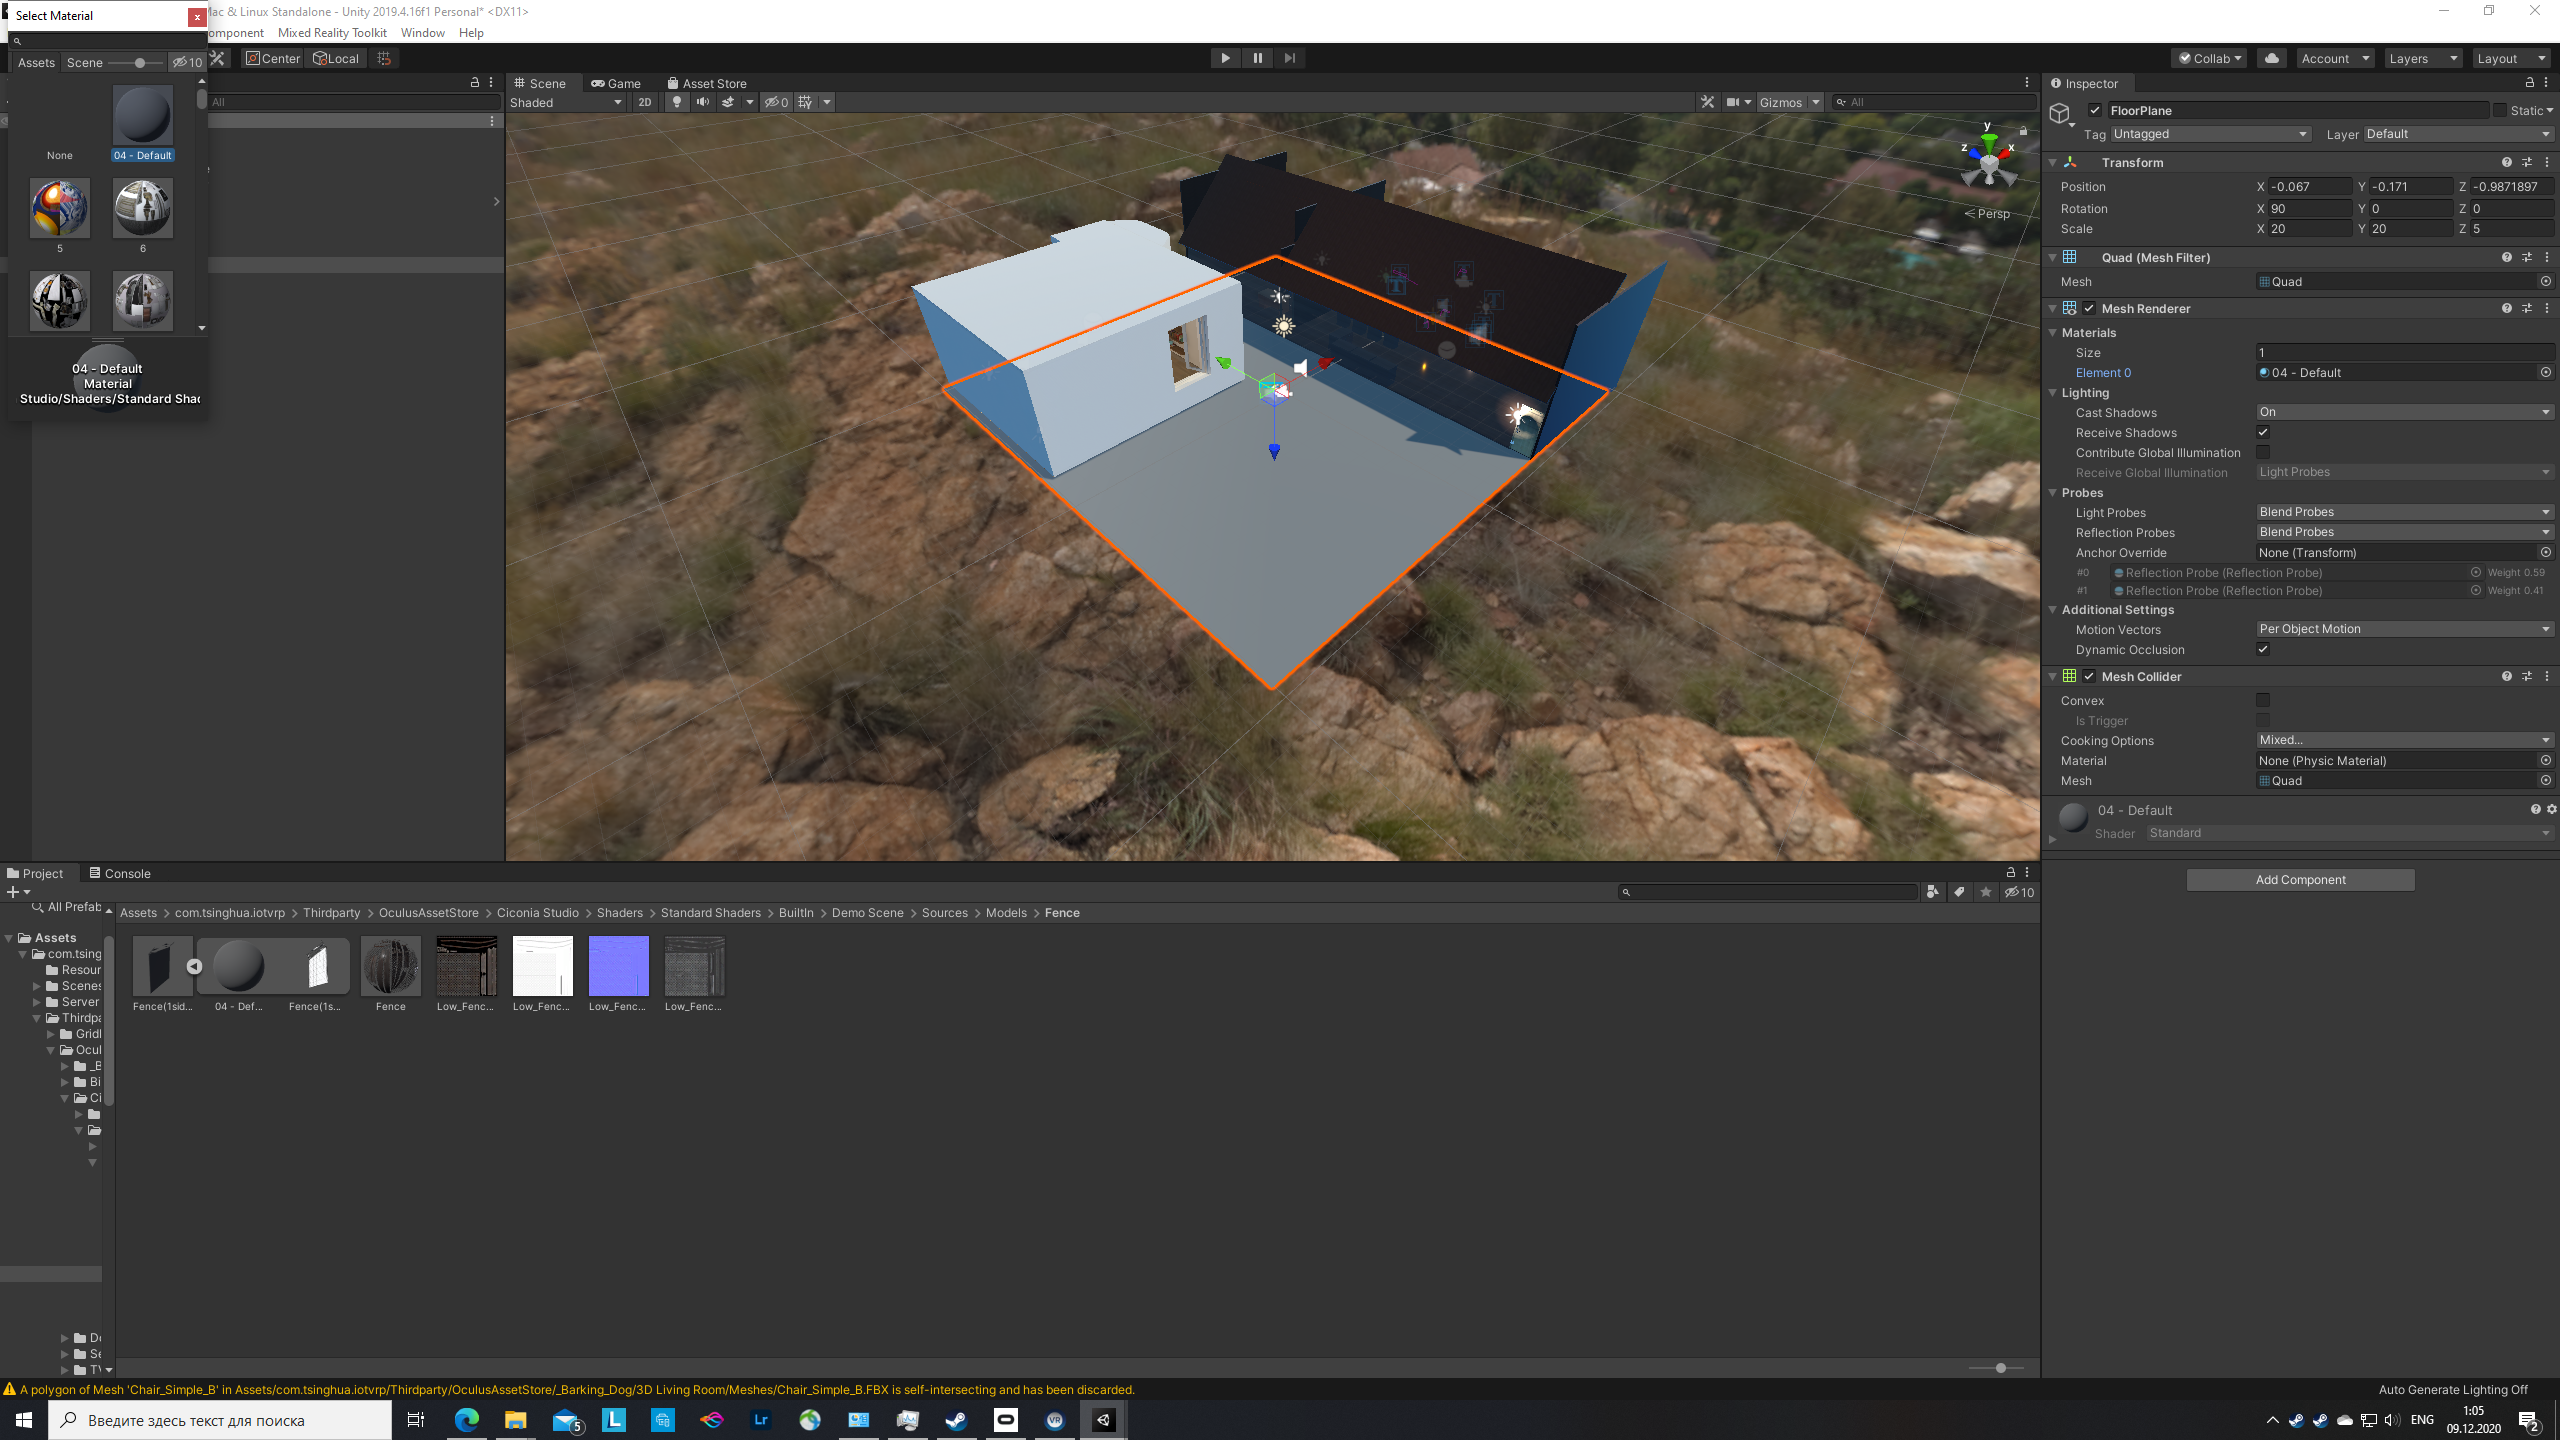 Select Material
x
Mac & Linux Standalone - Unity 2019.4.16f1 Personal* <DX11>
omponent Mixed Reality Toolkit Window Help
Assets Scene 10
Center Local
Collab Account Layers Layout
All
None
04 - Default
5
6
04 - Default
Material
Studio/Shaders/Standard Shad
Scene Game Asset Store
Shaded 2D 0 Gizmos All
y
z x
Persp
Inspector
FloorPlane Static
Tag Untagged Layer Default
Transform
Position X -0.067 Y -0.171 Z -0.9871897
Rotation X 90 Y 0 Z 0
Scale X 20 Y 20 Z 5
Quad (Mesh Filter)
Mesh Quad
Mesh Renderer
Materials
Size 1
Element 0 04 - Default
Lighting
Cast Shadows On
Receive Shadows
Contribute Global Illumination
Receive Global Illumination Light Probes
Probes
Light Probes Blend Probes
Reflection Probes Blend Probes
Anchor Override None (Transform)
#0 Reflection Probe (Reflection Probe) Weight 0.59
#1 Reflection Probe (Reflection Probe) Weight 0.41
Additional Settings
Motion Vectors Per Object Motion
Dynamic Occlusion
Mesh Collider
Convex
Is Trigger
Cooking Options Mixed...
Material None (Physic Material)
Mesh Quad
04 - Default
Shader Standard
Add Component
Project Console
10
All Prefab
Assets > com.tsinghua.iotvrp > Thirdparty > OculusAssetStore > Ciconia Studio > Shaders > Standard Shaders > BuiltIn > Demo Scene > Sources > Models > Fence
Assets
com.tsing
Resour
Scenes
Server
Thirdpa
Gridl
Ocul
_B
Bi
Ci
De
Se
TV
Fence(1sid... 04 - Def... Fence(1s... Fence Low_Fenc... Low_Fenc... Low_Fenc... Low_Fenc...
A polygon of Mesh 'Chair_Simple_B' in Assets/com.tsinghua.iotvrp/Thirdparty/OculusAssetStore/_Barking_Dog/3D Living Room/Meshes/Chair_Simple_B.FBX is self-intersecting and has been discarded.
Auto Generate Lighting Off
Введите здесь текст для поиска
5
L
Lr
VR
ENG
1:05
09.12.2020
2